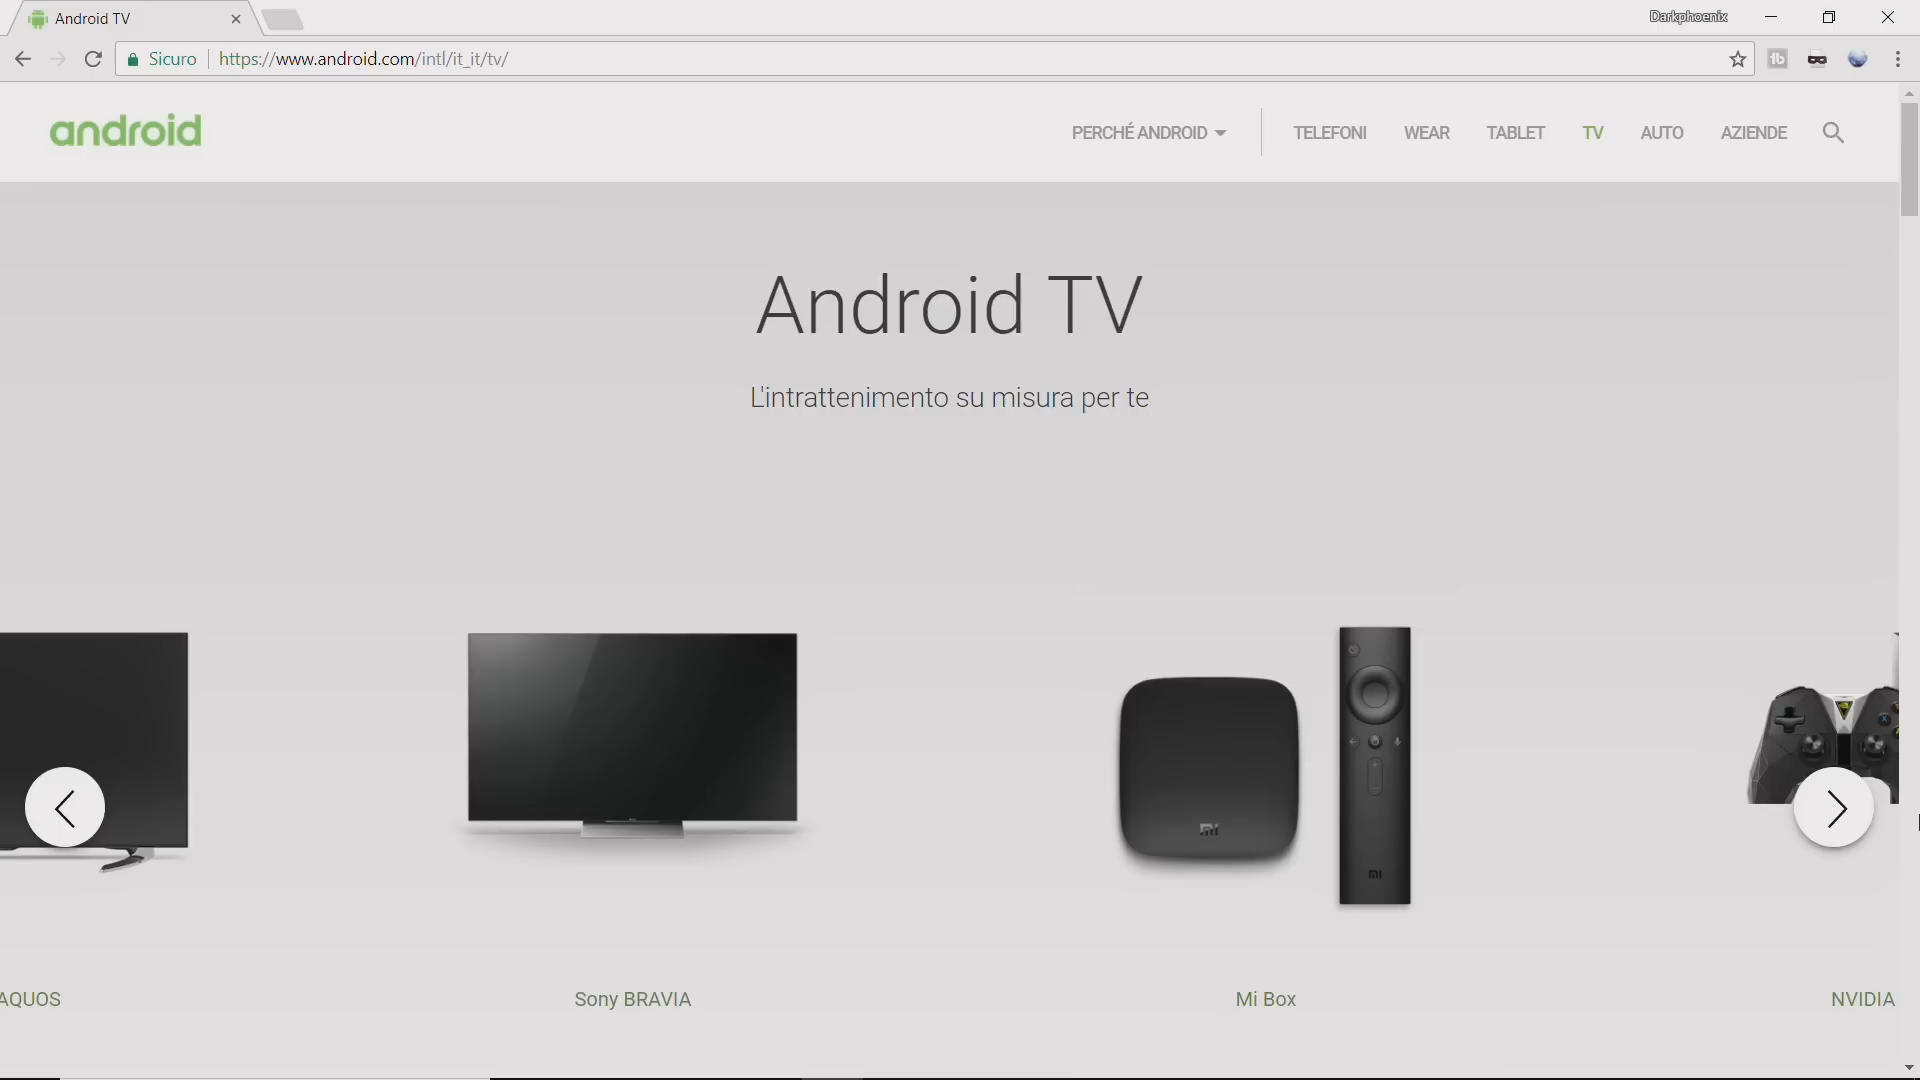 Android TV
Darkphoenix
Sicuro
https://www.android.com/intl/it_it/tv/
android
PERCHÉ ANDROID
TELEFONI
WEAR
TABLET
TV
AUTO
AZIENDE
Android TV
L'intrattenimento su misura per te
AQUOS
Sony BRAVIA
Mi Box
NVIDIA